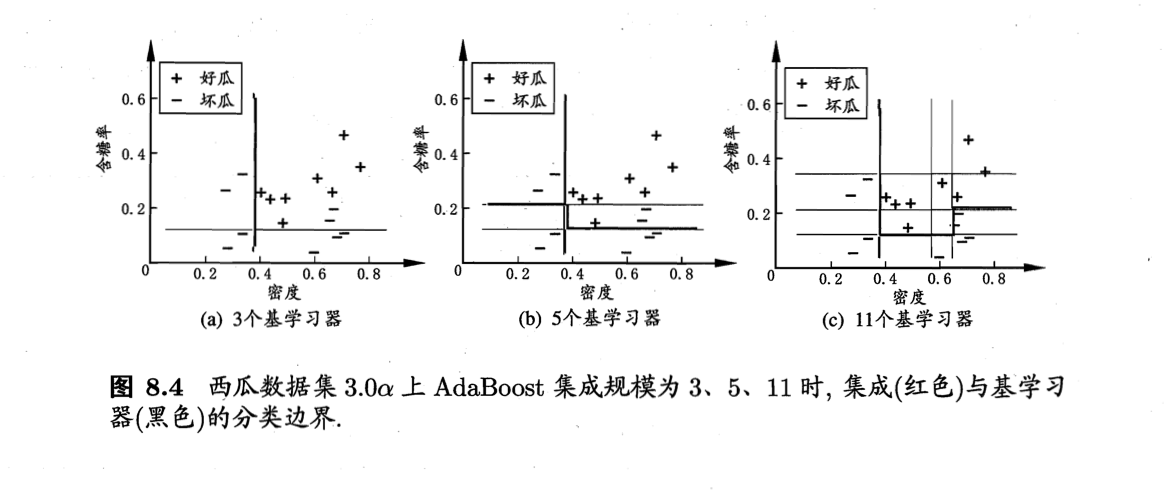 + 好瓜
− 坏瓜
含糖率
0.6
0.4
0.2
0
0.2
0.4
0.6
0.8
密度
(a) 3个基学习器
+ 好瓜
− 坏瓜
含糖率
0.6
0.4
0.2
0
0.2
0.4
0.6
0.8
密度
(b) 5个基学习器
+ 好瓜
− 坏瓜
含糖率
0.6
0.4
0.2
0
0.2
0.4
0.6
0.8
密度
(c) 11个基学习器
图 8.4 西瓜数据集 3.0α 上 AdaBoost 集成规模为 3、5、11 时, 集成(红色)与基学习
器(黑色)的分类边界.